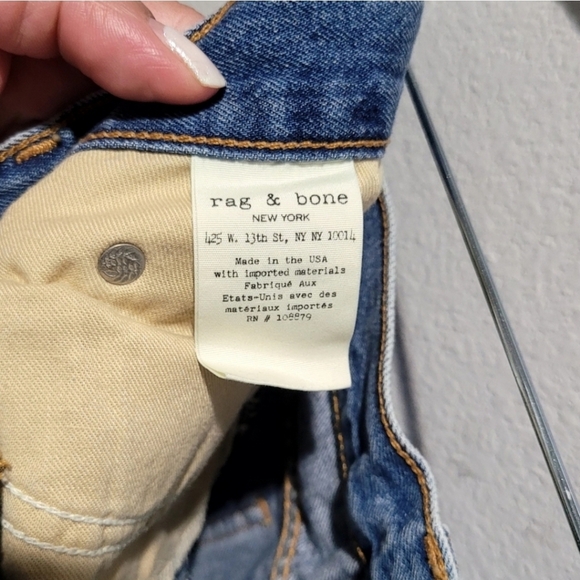 rag & bone
NEW YORK
425 W. 13th St, NY NY 10014
Made in the USA
with imported materials
Fabriqué Aux
Etats-Unis avec des
matériaux importés
RN # 108879